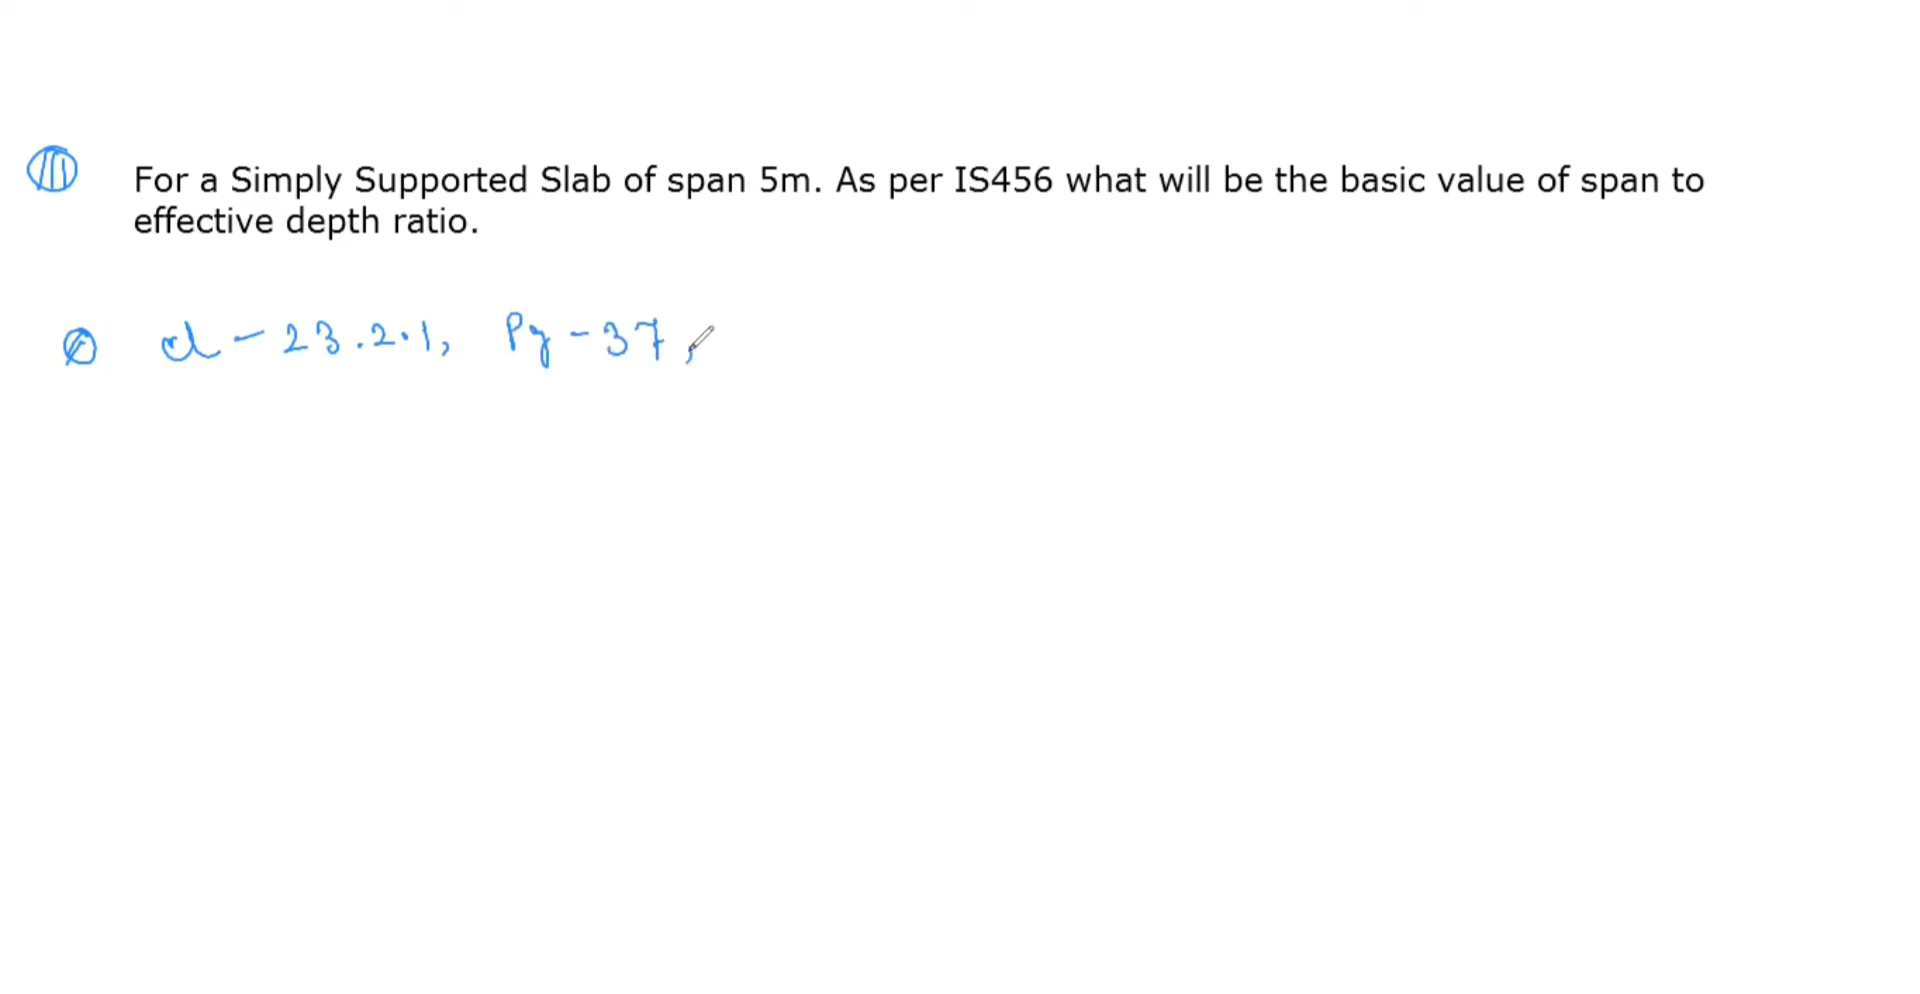 For a Simply Supported Slab of span 5m. As per IS456 what will be the basic value of span to
effective depth ratio.
cl - 23.2.1, Pg - 37,